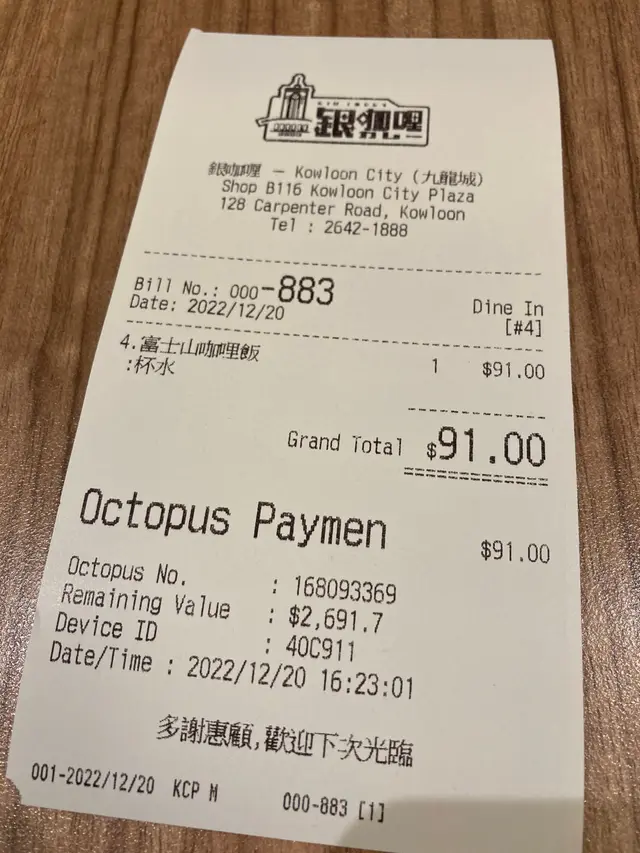 銀咖哩
銀咖喱 - Kowloon City (九龍城)
Shop B116 Kowloon City Plaza
128 Carpenter Road, Kowloon
Tel : 2642-1888
Bill No.: 000-883
Date: 2022/12/20
Dine In
[#4]
4.富士山咖哩飯 1 $91.00
:杯水
Grand Total $91.00
Octopus Paymen $91.00
Octopus No. : 168093369
Remaining Value : $2,691.7
Device ID : 40C911
Date/Time : 2022/12/20 16:23:01
多謝惠顧,歡迎下次光臨
001-2022/12/20 KCP M 000-883 [1]